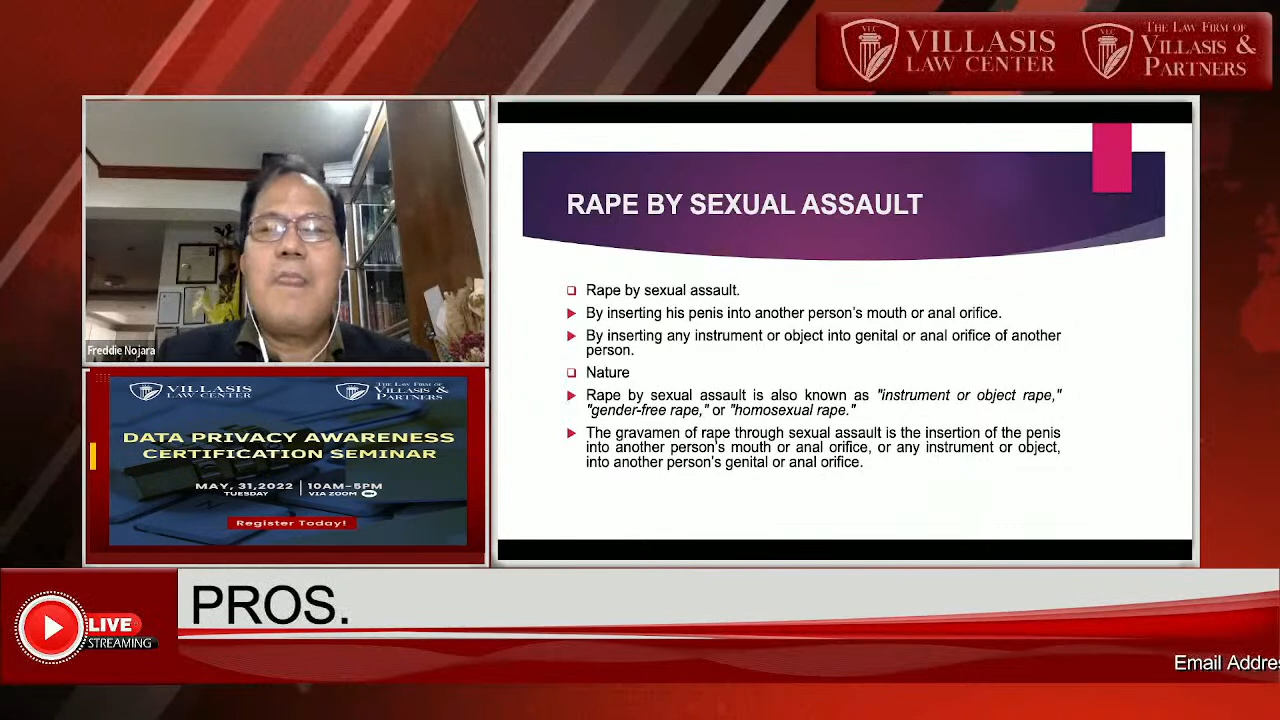 VLC
VILLASIS
LAW CENTER
VLC
THE LAW FIRM OF
VILLASIS &
PARTNERS
Freddie Nojara
RAPE BY SEXUAL ASSAULT
Rape by sexual assault.
By inserting his penis into another person's mouth or anal orifice.
By inserting any instrument or object into genital or anal orifice of another
person.
Nature
Rape by sexual assault is also known as "instrument or object rape,"
"gender-free rape," or "homosexual rape."
The gravamen of rape through sexual assault is the insertion of the penis
into another person's mouth or anal orifice, or any instrument or object,
into another person's genital or anal orifice.
VILLASIS
LAW CENTER
THE LAW FIRM OF
VILLASIS &
PARTNERS
DATA PRIVACY AWARENESS
CERTIFICATION SEMINAR
MAY, 31,2022
TUESDAY
10AM-5PM
VIA ZOOM
Register Today!
LIVE
STREAMING
PROS.
Email Addres